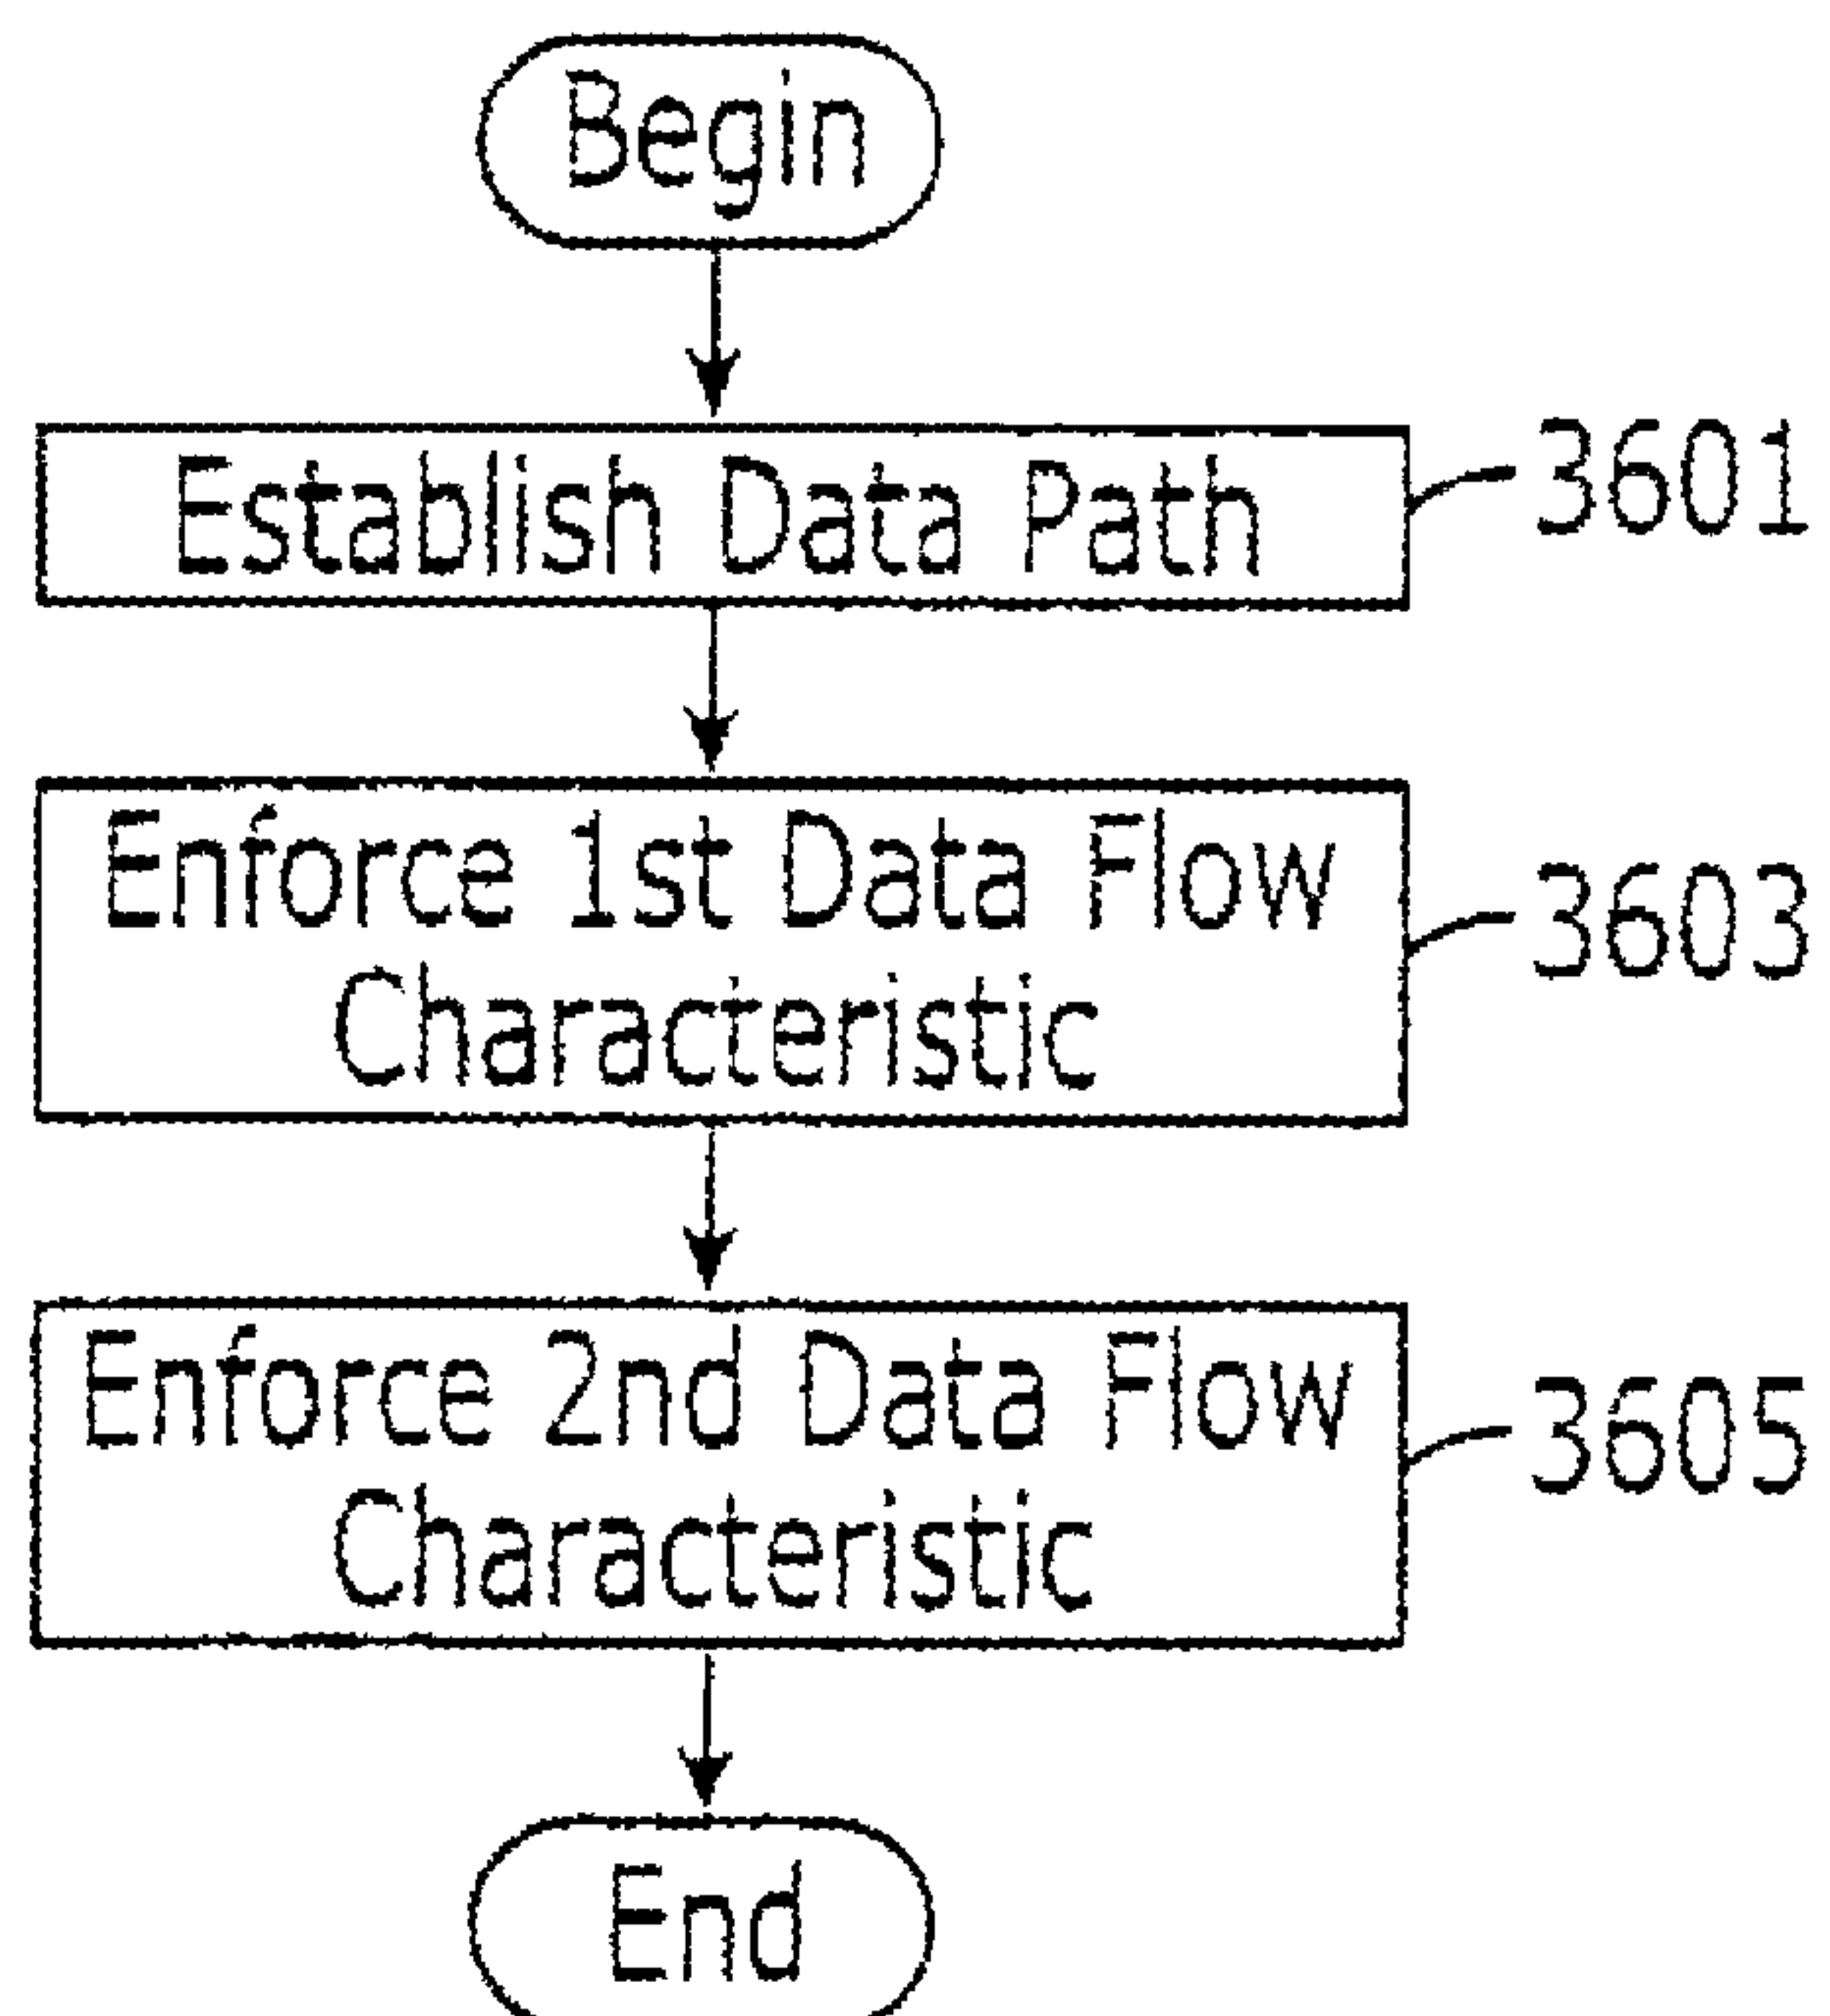 Begin
Establish Data Path
3601
Enforce 1st Data Flow
Characteristic
3603
Enforce 2nd Data Flow
Characteristic
3605
End